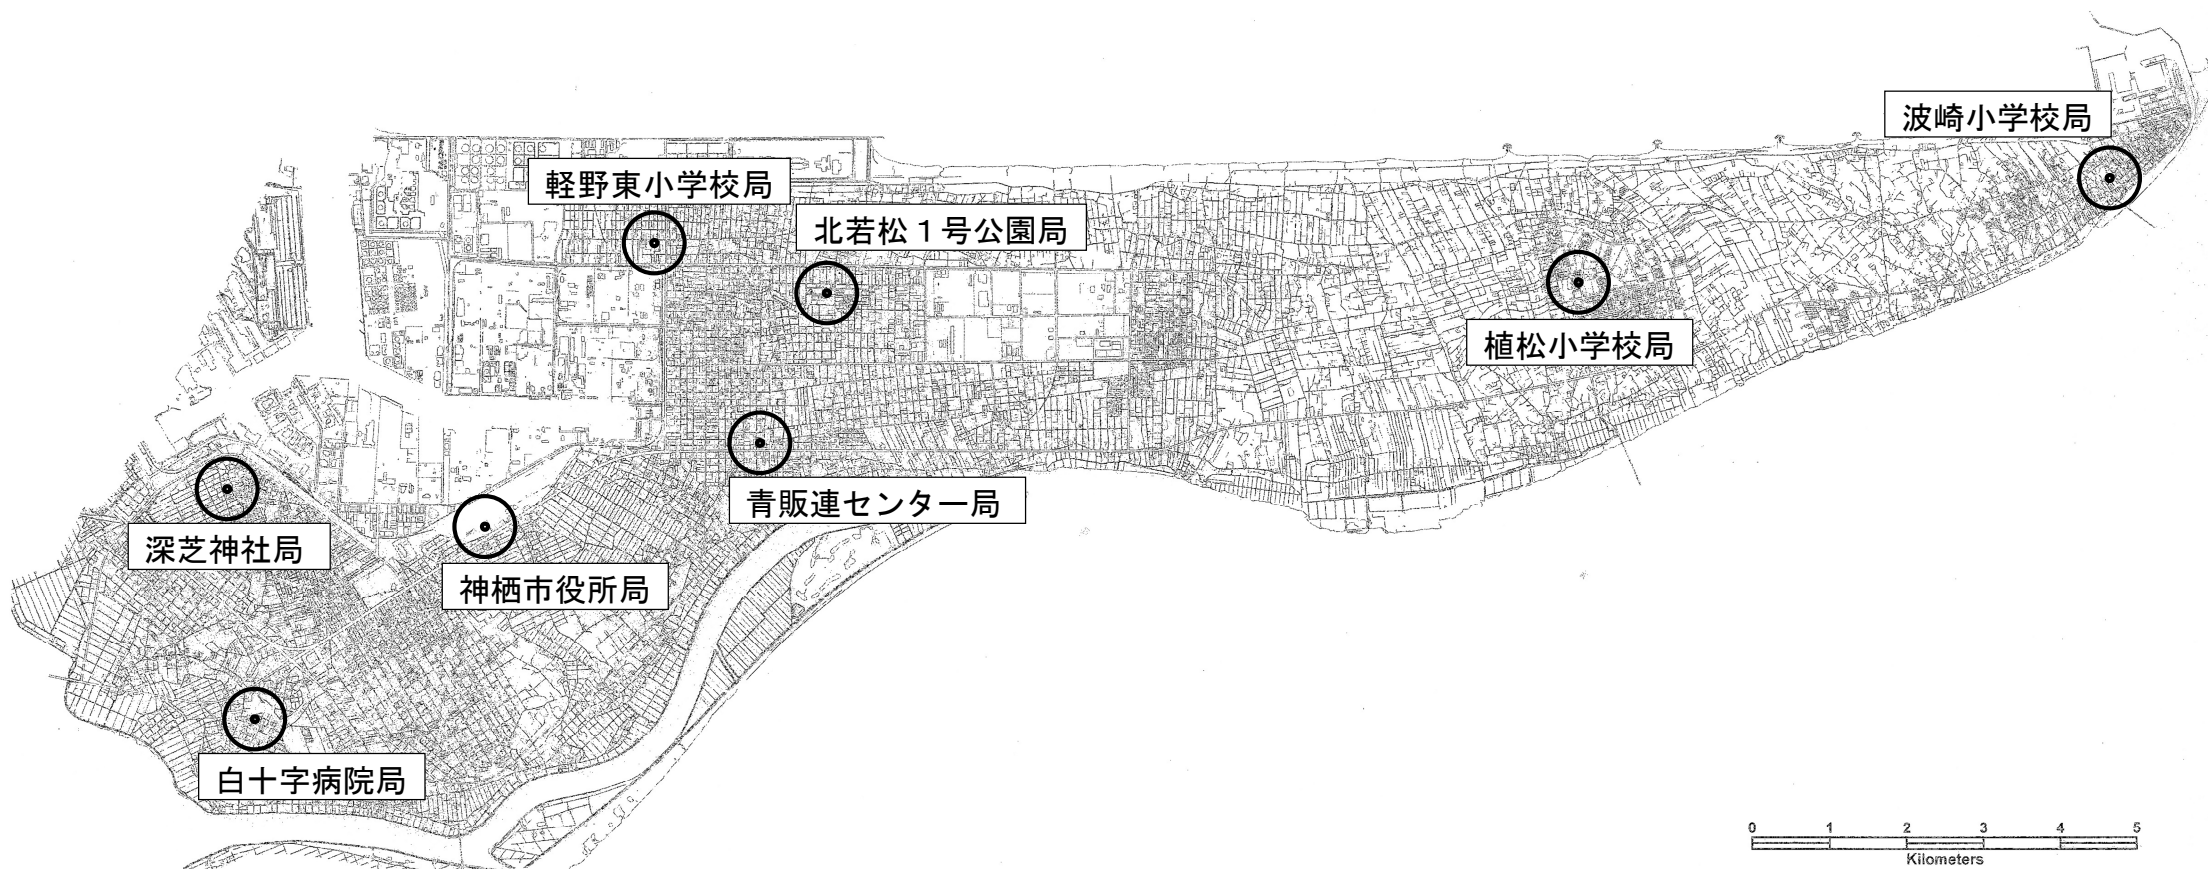 波崎小学校局
軽野東小学校局
北若松１号公園局
植松小学校局
青販連センター局
深芝神社局
神栖市役所局
白十字病院局
0 1 2 3 4 5
Kilometers